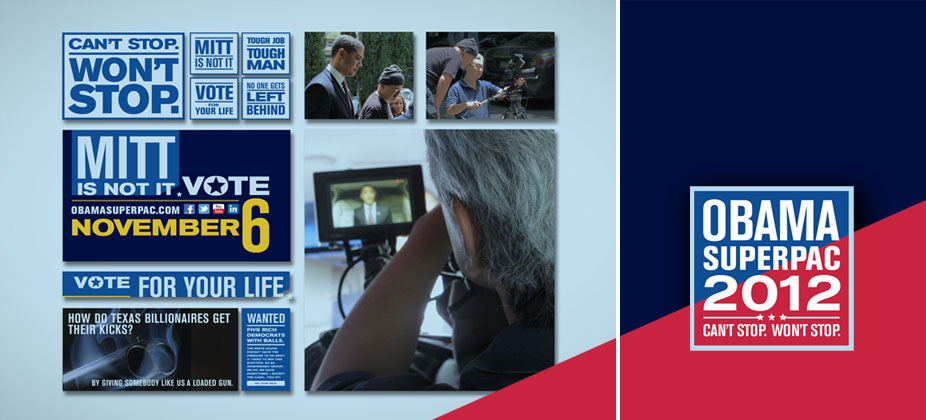 CAN'T STOP.
WON'T
STOP.
MITT
IS NOT IT
TOUGH JOB
TOUGH
MAN
VOTE
FOR
YOUR LIFE
NO ONE GETS
LEFT
BEHIND
MITT
IS NOT IT.
VOTE
OBAMASUPERPAC.COM
NOVEMBER 6
VOTE FOR YOUR LIFE.
HOW DO TEXAS BILLIONAIRES GET
THEIR KICKS?
BY GIVING SOMEBODY LIKE US A LOADED GUN.
WANTED
FIVE RICH
DEMOCRATS
WITH BALLS.
OBAMA
SUPERPAC
2012
CAN'T STOP. WON'T STOP.